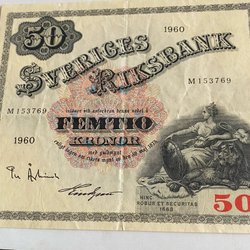 50
1960
SVERIGES RIKSBANK
M153769
M153769
FEMTIO
KRONOR
1960
HINC
ROBUR ET SECURITAS
1668
50